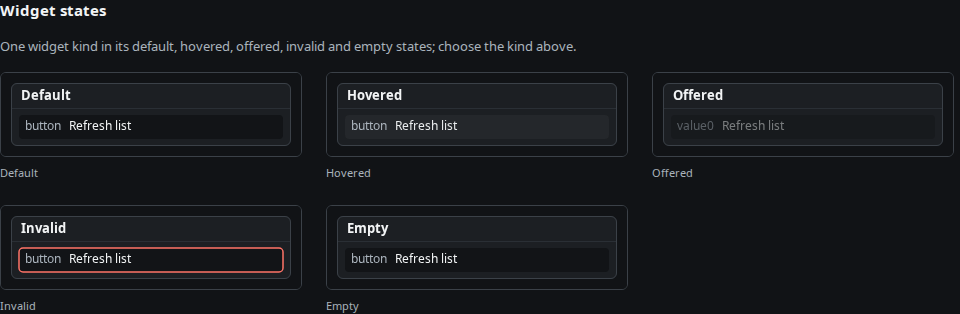 Widget states
One widget kind in its default, hovered, offered, invalid and empty states; choose the kind above.
Default
button Refresh list
Default
Hovered
button Refresh list
Hovered
Offered
value0 Refresh list
Offered
Invalid
button Refresh list
Invalid
Empty
button Refresh list
Empty